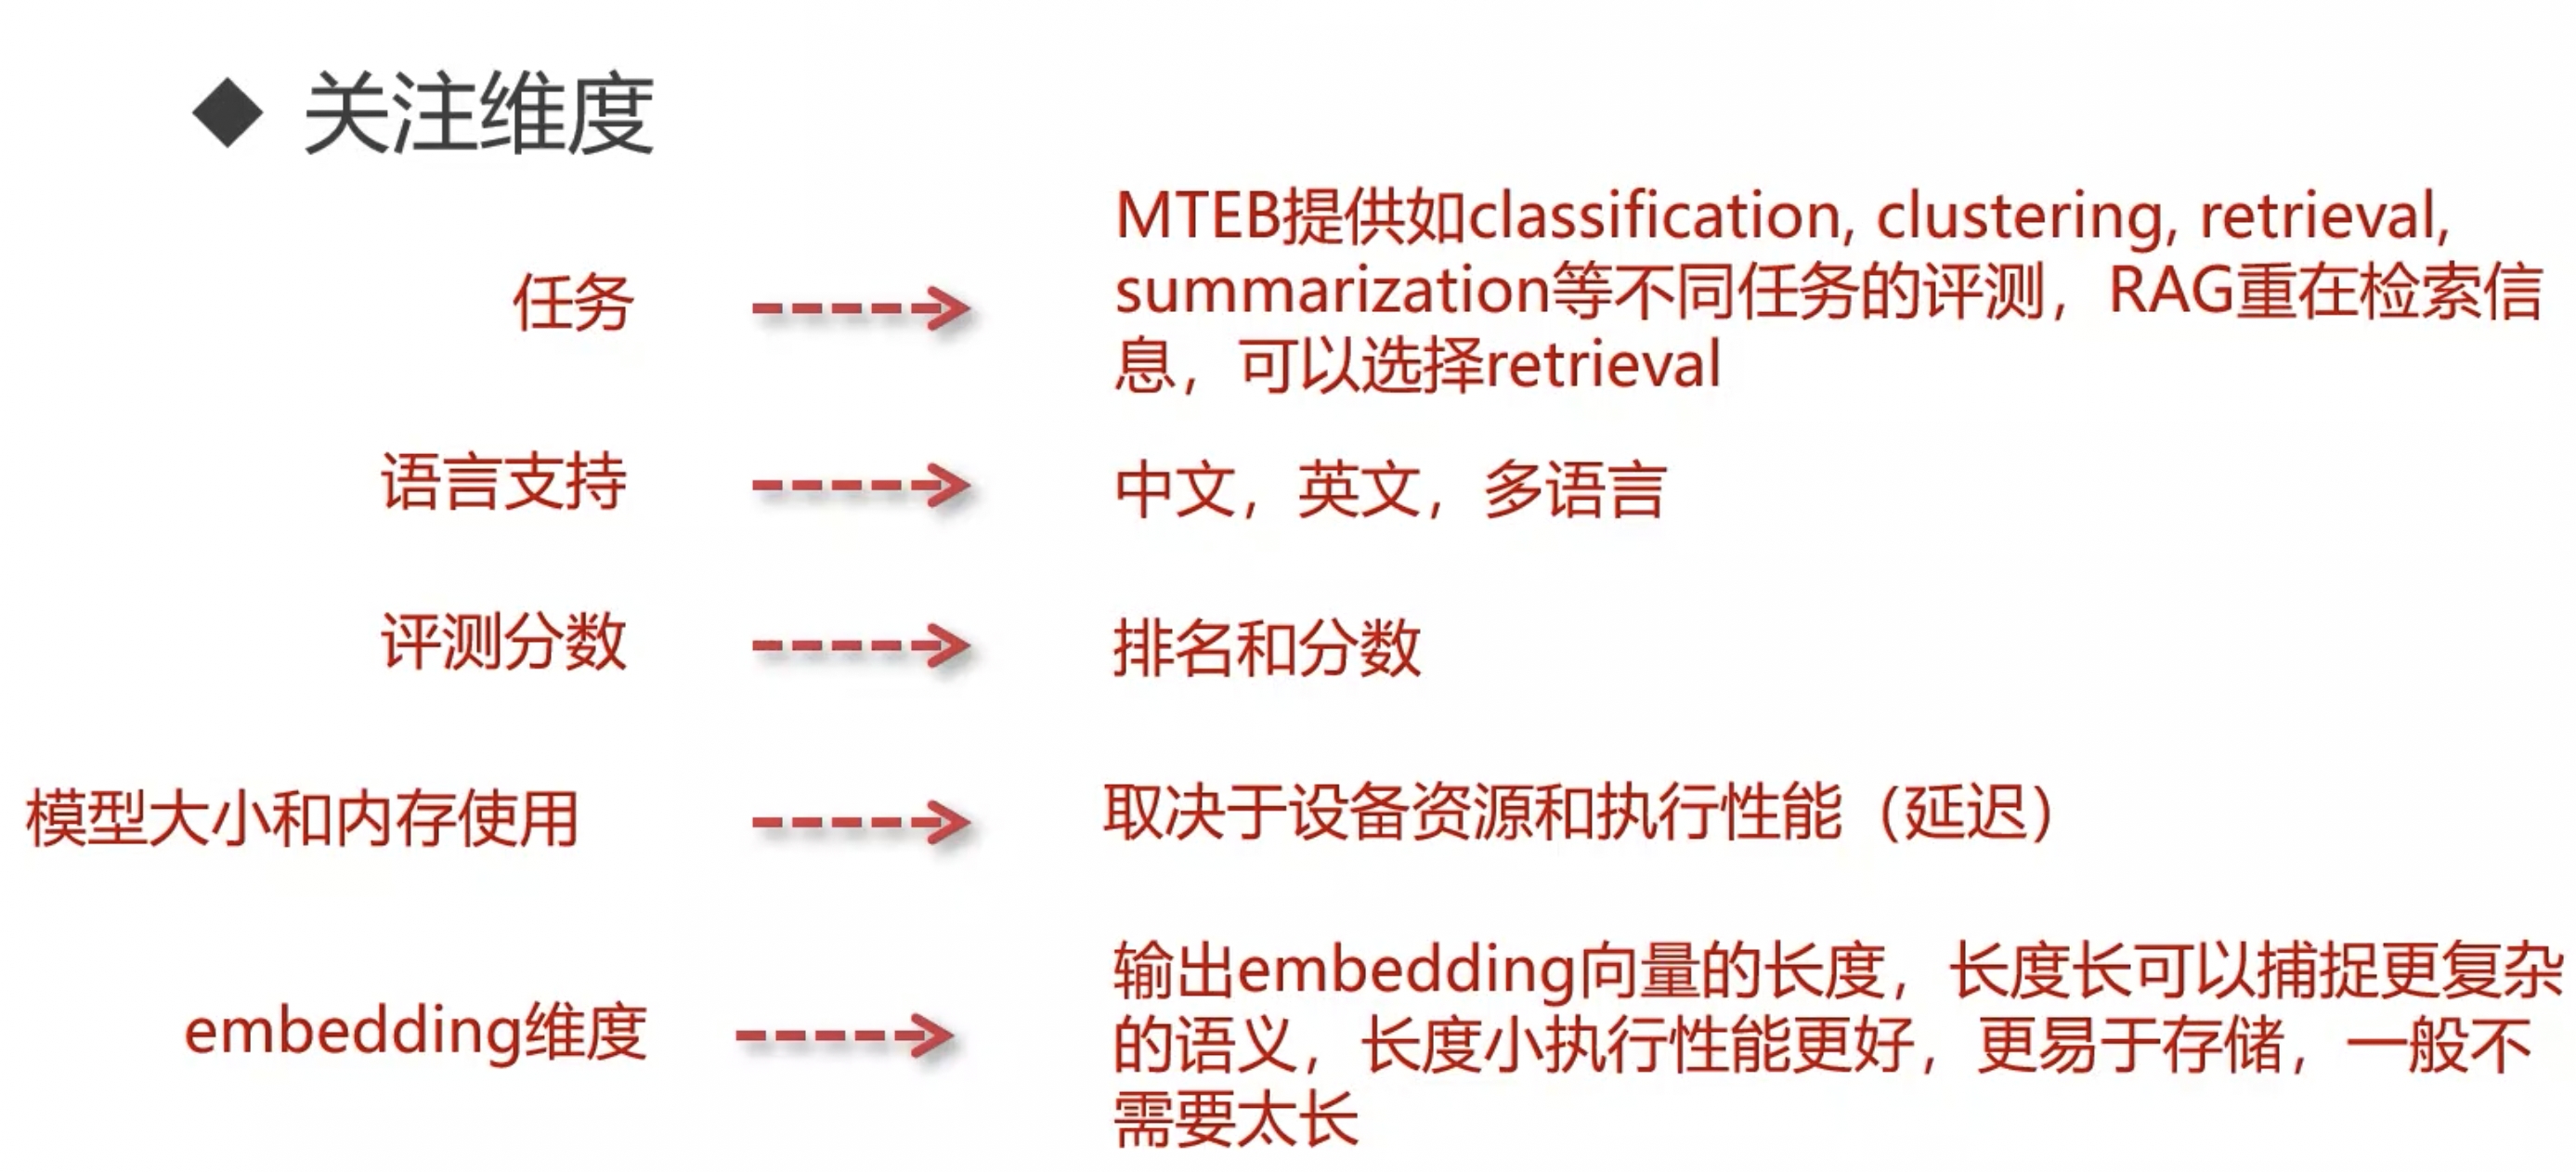 ◆ 关注维度
任务
MTEB提供如classification, clustering, retrieval,
summarization等不同任务的评测，RAG重在检索信
息，可以选择retrieval
语言支持
中文，英文，多语言
评测分数
排名和分数
模型大小和内存使用
取决于设备资源和执行性能（延迟）
embedding维度
输出embedding向量的长度，长度长可以捕捉更复杂
的语义，长度小执行性能更好，更易于存储，一般不
需要太长